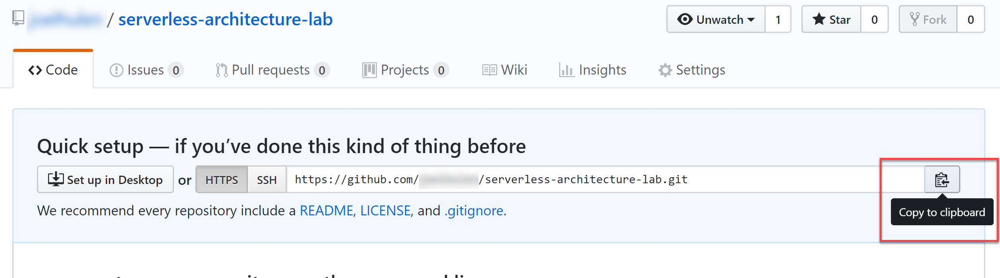 / serverless-architecture-lab
Unwatch 1 Star 0 Fork 0
Code Issues 0 Pull requests 0 Projects 0 Wiki Insights Settings
Quick setup — if you’ve done this kind of thing before
Set up in Desktop or HTTPS SSH https://github.com/ /serverless-architecture-lab.git
Copy to clipboard
We recommend every repository include a README, LICENSE, and .gitignore.